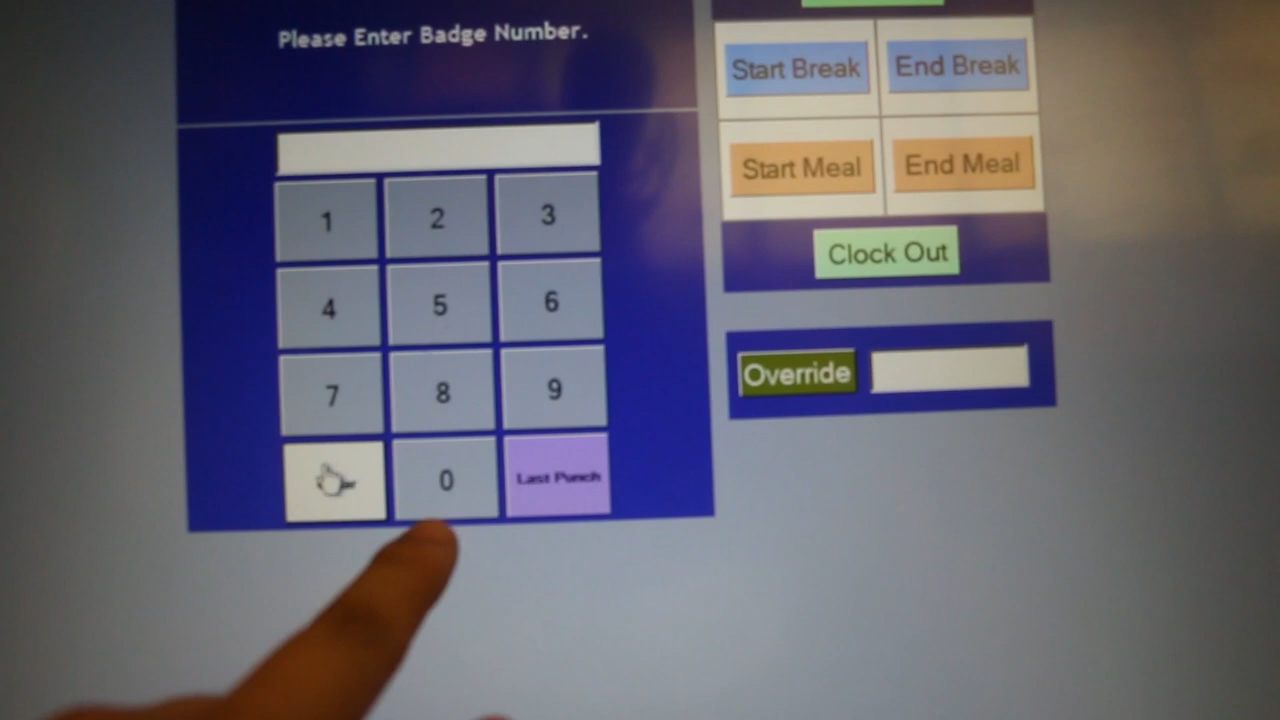 Please Enter Badge Number.
1 2 3
4 5 6
7 8 9
0 Last Punch
Start Break End Break
Start Meal End Meal
Clock Out
Override